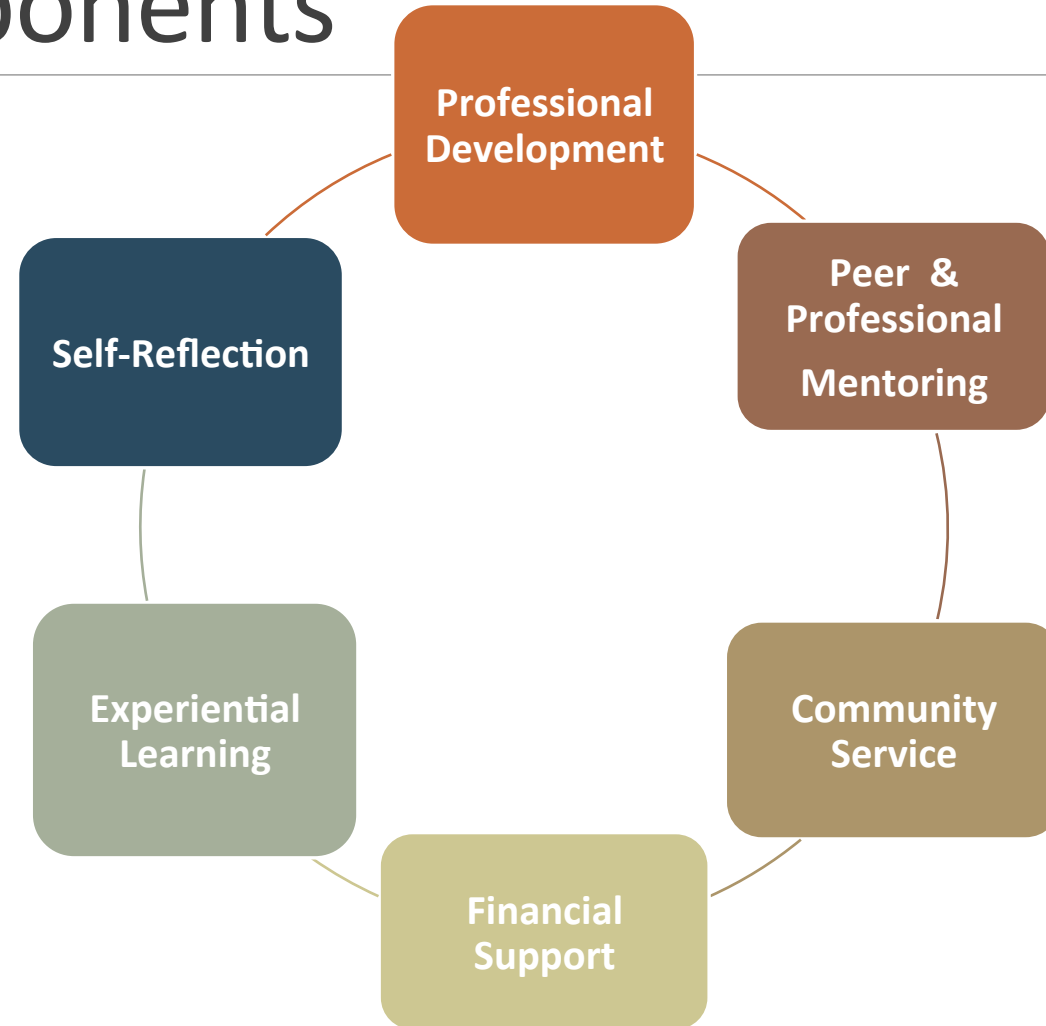 ponents
Professional
Development
Peer & 
Professional
Mentoring
Self-Reflection
Experiential
Learning
Community
Service
Financial
Support